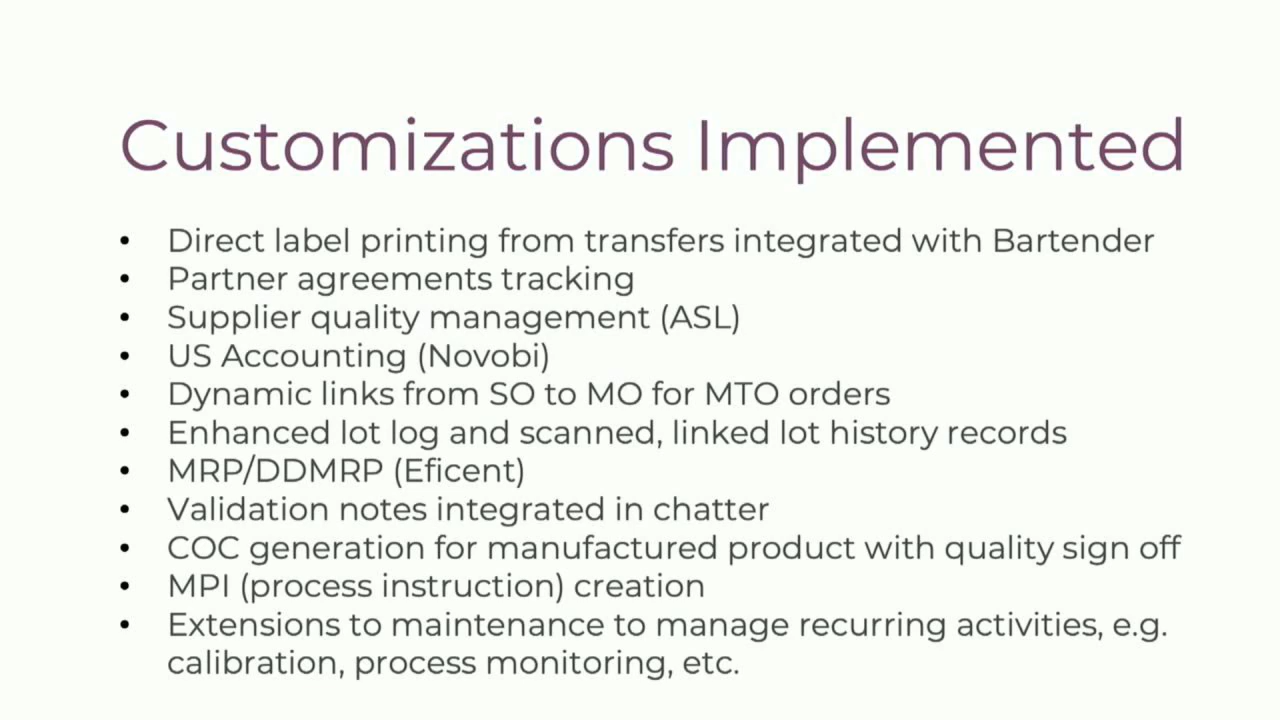 Customizations Implemented
• Direct label printing from transfers integrated with Bartender
• Partner agreements tracking
• Supplier quality management (ASL)
• US Accounting (Novobi)
• Dynamic links from SO to MO for MTO orders
• Enhanced lot log and scanned, linked lot history records
• MRP/DDMRP (Eficent)
• Validation notes integrated in chatter
• COC generation for manufactured product with quality sign off
• MPI (process instruction) creation
• Extensions to maintenance to manage recurring activities, e.g.
calibration, process monitoring, etc.